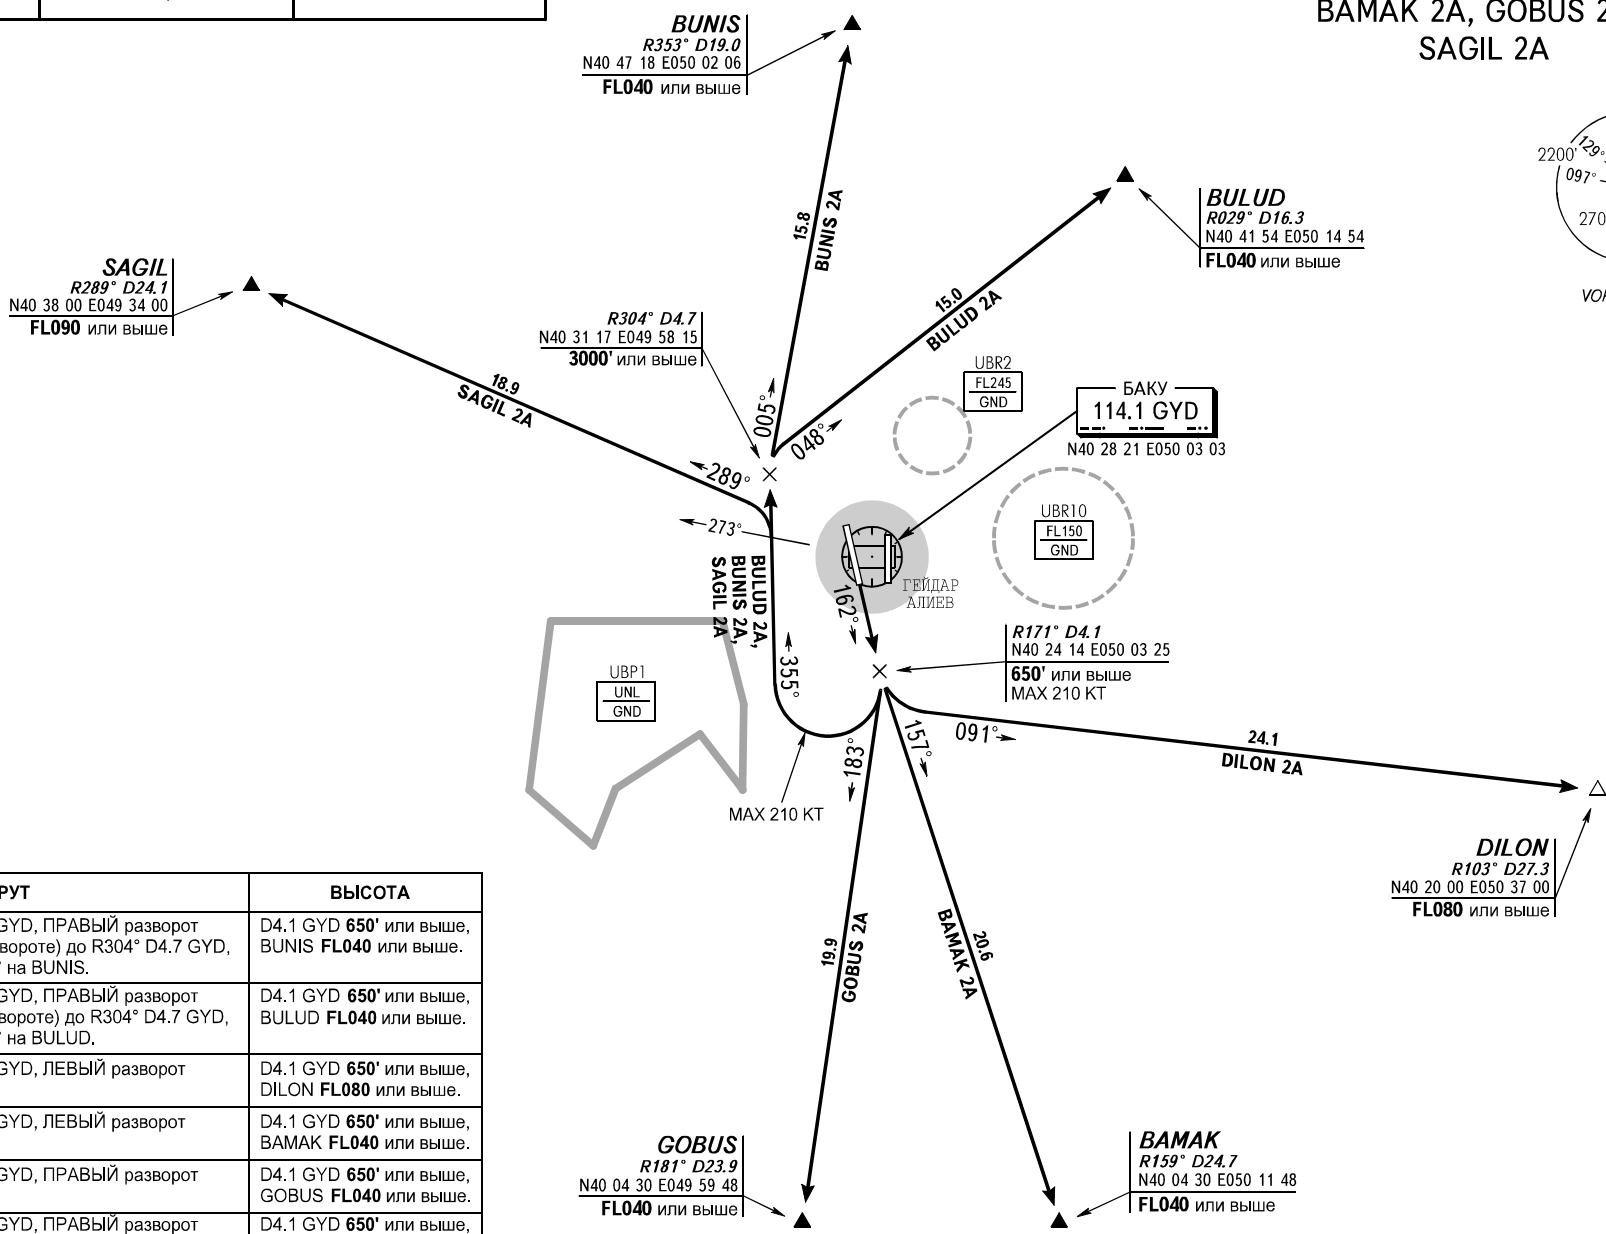 BAMAK 2A, GOBUS 2
SAGIL 2A
BUNIS
R353° D19.0
N40 47 18 E050 02 06
FL040 или выше
2200'
129°
097°
270
VOR
BULUD
R029° D16.3
N40 41 54 E050 14 54
FL040 или выше
15.8
BUNIS 2A
SAGIL
R289° D24.1
N40 38 00 E049 34 00
FL090 или выше
15.0
BULUD 2A
R304° D4.7
N40 31 17 E049 58 15
3000' или выше
18.9
SAGIL 2A
UBR2
FL245
GND
БАКУ
114.1 GYD
N40 28 21 E050 03 03
005°
048°
289°
273°
UBR10
FL150
GND
BULUD 2A,
BUNIS 2A,
SAGIL 2A
ГЕЙДАР
АЛИЕВ
162°
R171° D4.1
N40 24 14 E050 03 25
650' или выше
MAX 210 KT
355°
UBP1
UNL
GND
183°
157°
091°
24.1
DILON 2A
MAX 210 KT
DILON
R103° D27.3
N40 20 00 E050 37 00
FL080 или выше
19.9
GOBUS 2A
20.6
BAMAK 2A
GOBUS
R181° D23.9
N40 04 30 E049 59 48
FL040 или выше
BAMAK
R159° D24.7
N40 04 30 E050 11 48
FL040 или выше
РУТ
ВЫСОТА
GYD, ПРАВЫЙ разворот
вороте) до R304° D4.7 GYD,
° на BUNIS.
D4.1 GYD 650' или выше,
BUNIS FL040 или выше.
GYD, ПРАВЫЙ разворот
вороте) до R304° D4.7 GYD,
° на BULUD.
D4.1 GYD 650' или выше,
BULUD FL040 или выше.
GYD, ЛЕВЫЙ разворот
D4.1 GYD 650' или выше,
DILON FL080 или выше.
GYD, ЛЕВЫЙ разворот
D4.1 GYD 650' или выше,
BAMAK FL040 или выше.
GYD, ПРАВЫЙ разворот
D4.1 GYD 650' или выше,
GOBUS FL040 или выше.
GYD, ПРАВЫЙ разворот
D4.1 GYD 650' или выше,